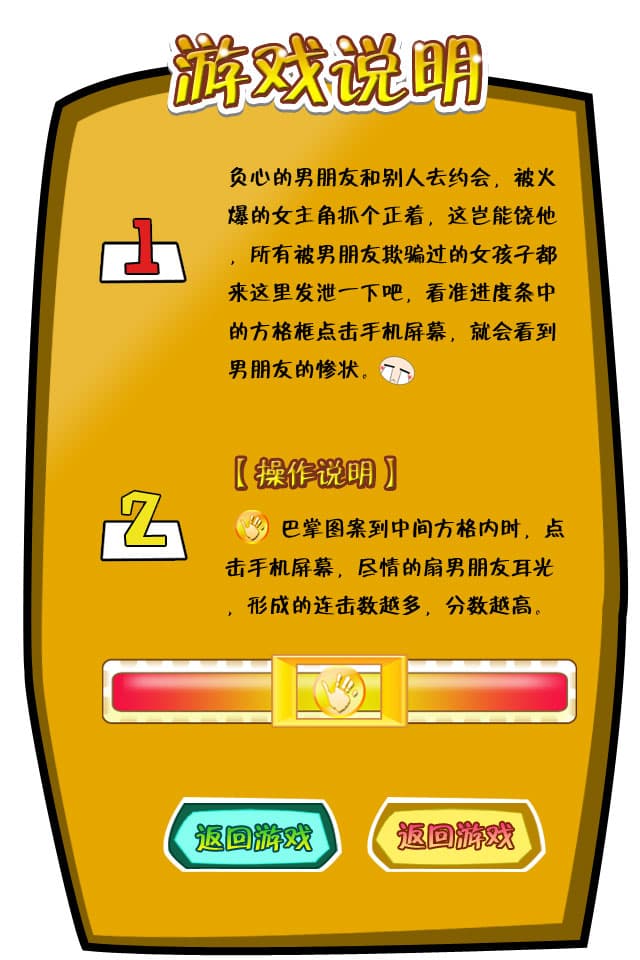 游戏说明
1
负心的男朋友和别人去约会，被火
爆的女主角抓个正着，这岂能饶他
，所有被男朋友欺骗过的女孩子都
来这里发泄一下吧，看准进度条中
的方格框点击手机屏幕，就会看到
男朋友的惨状。
【操作说明】
2
巴掌图案到中间方格内时，点
击手机屏幕，尽情的扇男朋友耳光
，形成的连击数越多，分数越高。
返回游戏
返回游戏